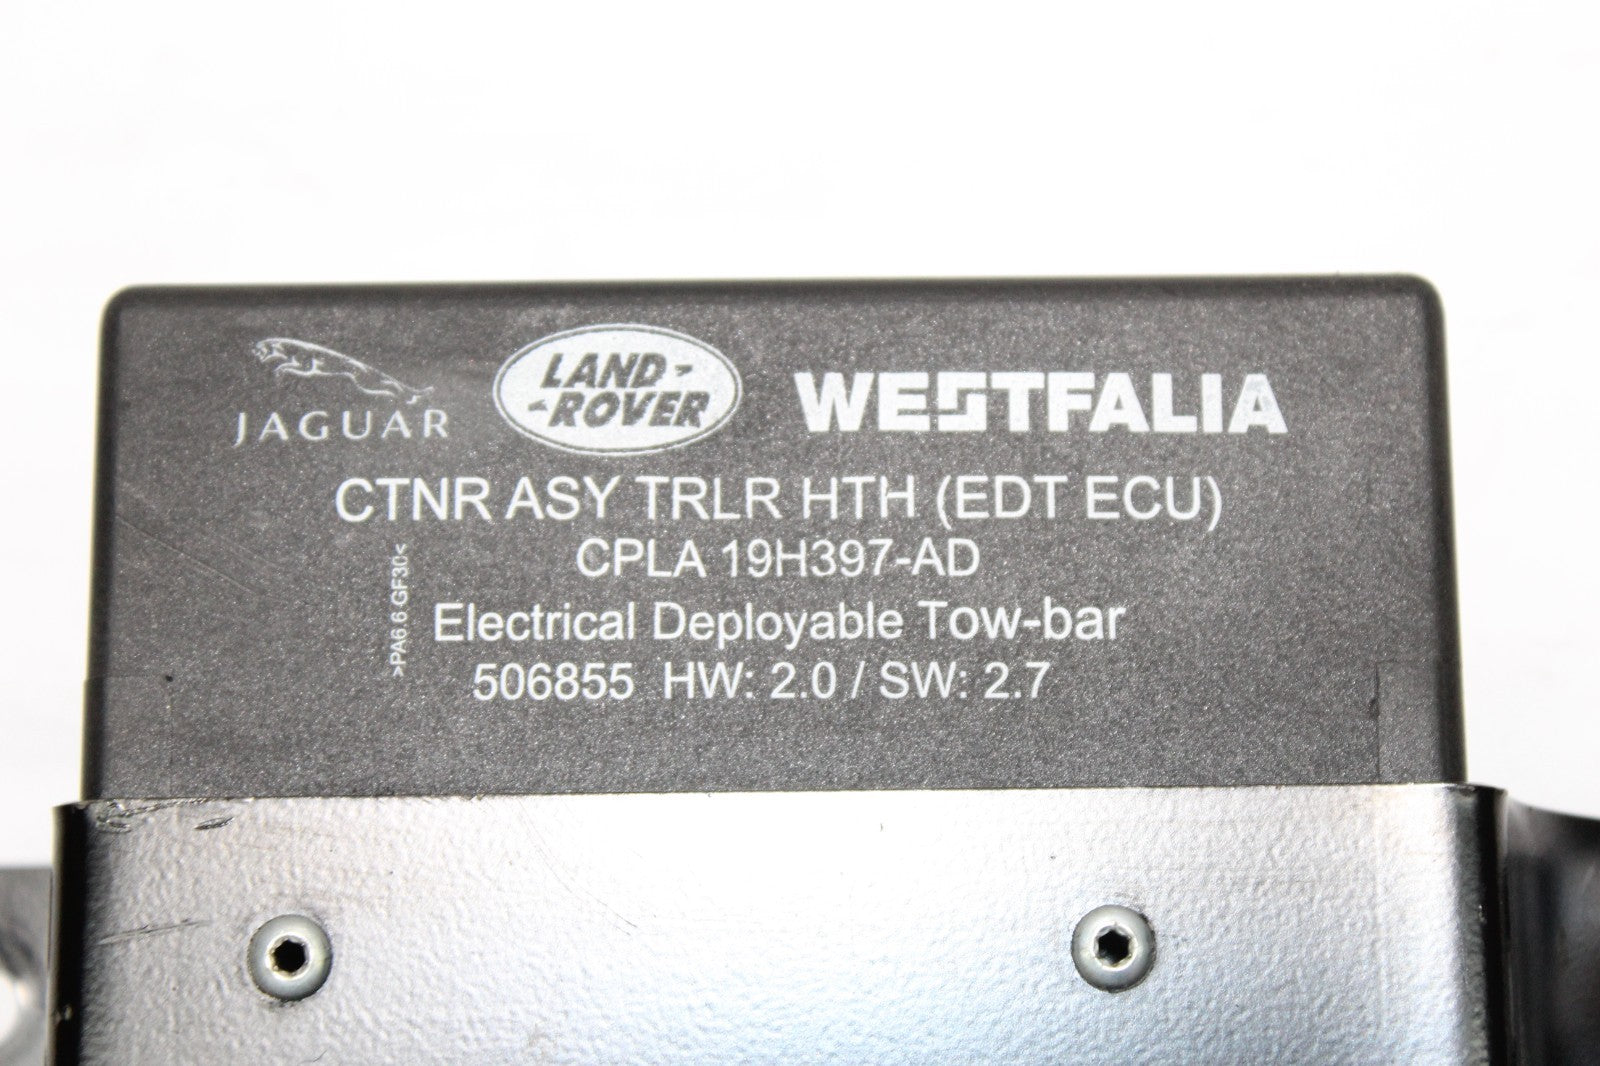 JAGUAR LAND-ROVER WESTFALIA
CTNR ASY TRLR HTH (EDT ECU)
CPLA 19H397-AD
Electrical Deployable Tow-bar
506855 HW: 2.0 / SW: 2.7
>PA6.6 GF30<